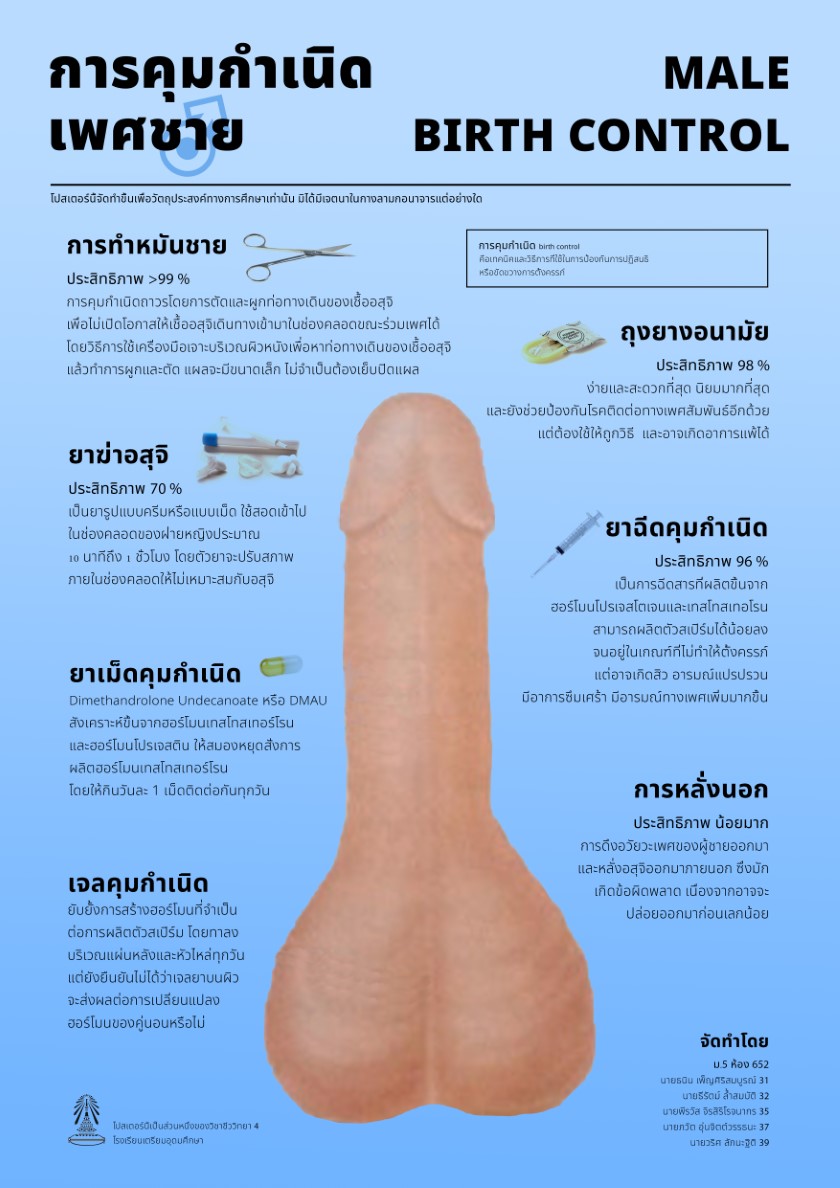 การคุมกำเนิด
เพศชาย
MALE
BIRTH CONTROL
โปสเตอร์นี้จัดทำขึ้นเพื่อวัตถุประสงค์ทางการศึกษาเท่านั้น มิได้มีเจตนาในทางลามกอนาจารแต่อย่างใด
การทำหมันชาย
ประสิทธิภาพ >99 %
การคุมกำเนิดถาวรโดยการตัดและผูกท่อทางเดินของเชื้ออสุจิ
เพื่อไม่เปิดโอกาสให้เชื้ออสุจิเดินทางเข้ามาในช่องคลอดขณะร่วมเพศได้
โดยวิธีการใช้เครื่องมือเจาะบริเวณผิวหนังเพื่อหาท่อทางเดินของเชื้ออสุจิ
แล้วทำการผูกและตัด แผลจะมีขนาดเล็ก ไม่จำเป็นต้องเย็บปิดแผล
การคุมกำเนิด birth control
คือเทคนิคและวิธีการที่ใช้ในการป้องกันการปฏิสนธิ
หรือขัดขวางการตั้งครรภ์
ถุงยางอนามัย
ประสิทธิภาพ 98 %
ง่ายและสะดวกที่สุด นิยมมากที่สุด
และยังช่วยป้องกันโรคติดต่อทางเพศสัมพันธ์อีกด้วย
แต่ต้องใช้ให้ถูกวิธี และอาจเกิดอาการแพ้ได้
ยาฆ่าอสุจิ
ประสิทธิภาพ 70 %
เป็นยารูปแบบครีมหรือแบบเม็ด ใช้สอดเข้าไป
ในช่องคลอดของฝ่ายหญิงประมาณ
10 นาทีถึง 1 ชั่วโมง โดยตัวยาจะปรับสภาพ
ภายในช่องคลอดให้ไม่เหมาะสมกับอสุจิ
ยาฉีดคุมกำเนิด
ประสิทธิภาพ 96 %
เป็นการฉีดสารที่ผลิตขึ้นจาก
ฮอร์โมนโปรเจสโตเจนและเทสโทสเทอโรน
สามารถผลิตตัวสเปิร์มได้น้อยลง
จนอยู่ในเกณฑ์ที่ไม่ทำให้ตั้งครรภ์
แต่อาจเกิดสิว อารมณ์แปรปรวน
มีอาการซึมเศร้า มีอารมณ์ทางเพศเพิ่มมากขึ้น
ยาเม็ดคุมกำเนิด
Dimethandrolone Undecanoate หรือ DMAU
สังเคราะห์ขึ้นจากฮอร์โมนเทสโทสเทอร์โรน
และฮอร์โมนโปรเจสติน ให้สมองหยุดสั่งการ
ผลิตฮอร์โมนเทสโทสเทอร์โรน
โดยให้กินวันละ 1 เม็ดติดต่อกันทุกวัน
การหลั่งนอก
ประสิทธิภาพ น้อยมาก
การดึงอวัยวะเพศของผู้ชายออกมา
และหลั่งอสุจิออกมาภายนอก ซึ่งมัก
เกิดข้อผิดพลาด เนื่องจากอาจจะ
ปล่อยออกมาก่อนเล็กน้อย
เจลคุมกำเนิด
ยับยั้งการสร้างฮอร์โมนที่จำเป็น
ต่อการผลิตตัวสเปิร์ม โดยทาลง
บริเวณแผ่นหลังและหัวไหล่ทุกวัน
แต่ยังยืนยันไม่ได้ว่าเจลยาบนผิว
จะส่งผลต่อการเปลี่ยนแปลง
ฮอร์โมนของคู่นอนหรือไม่
จัดทำโดย
ม.5 ห้อง 652
นายธนิน เพ็ญศิริสมบูรณ์ 31
นายธีรัตม์ ล้ำสมบัติ 32
นายพีรวัส จิรสิริโรจนากร 35
นายภวัต อุ่นจิตต์วรรธนะ 37
นายวริศ ลักนะฐิติ 39
โปสเตอร์นี้เป็นส่วนหนึ่งของวิชาชีววิทยา 4
โรงเรียนเตรียมอุดมศึกษา